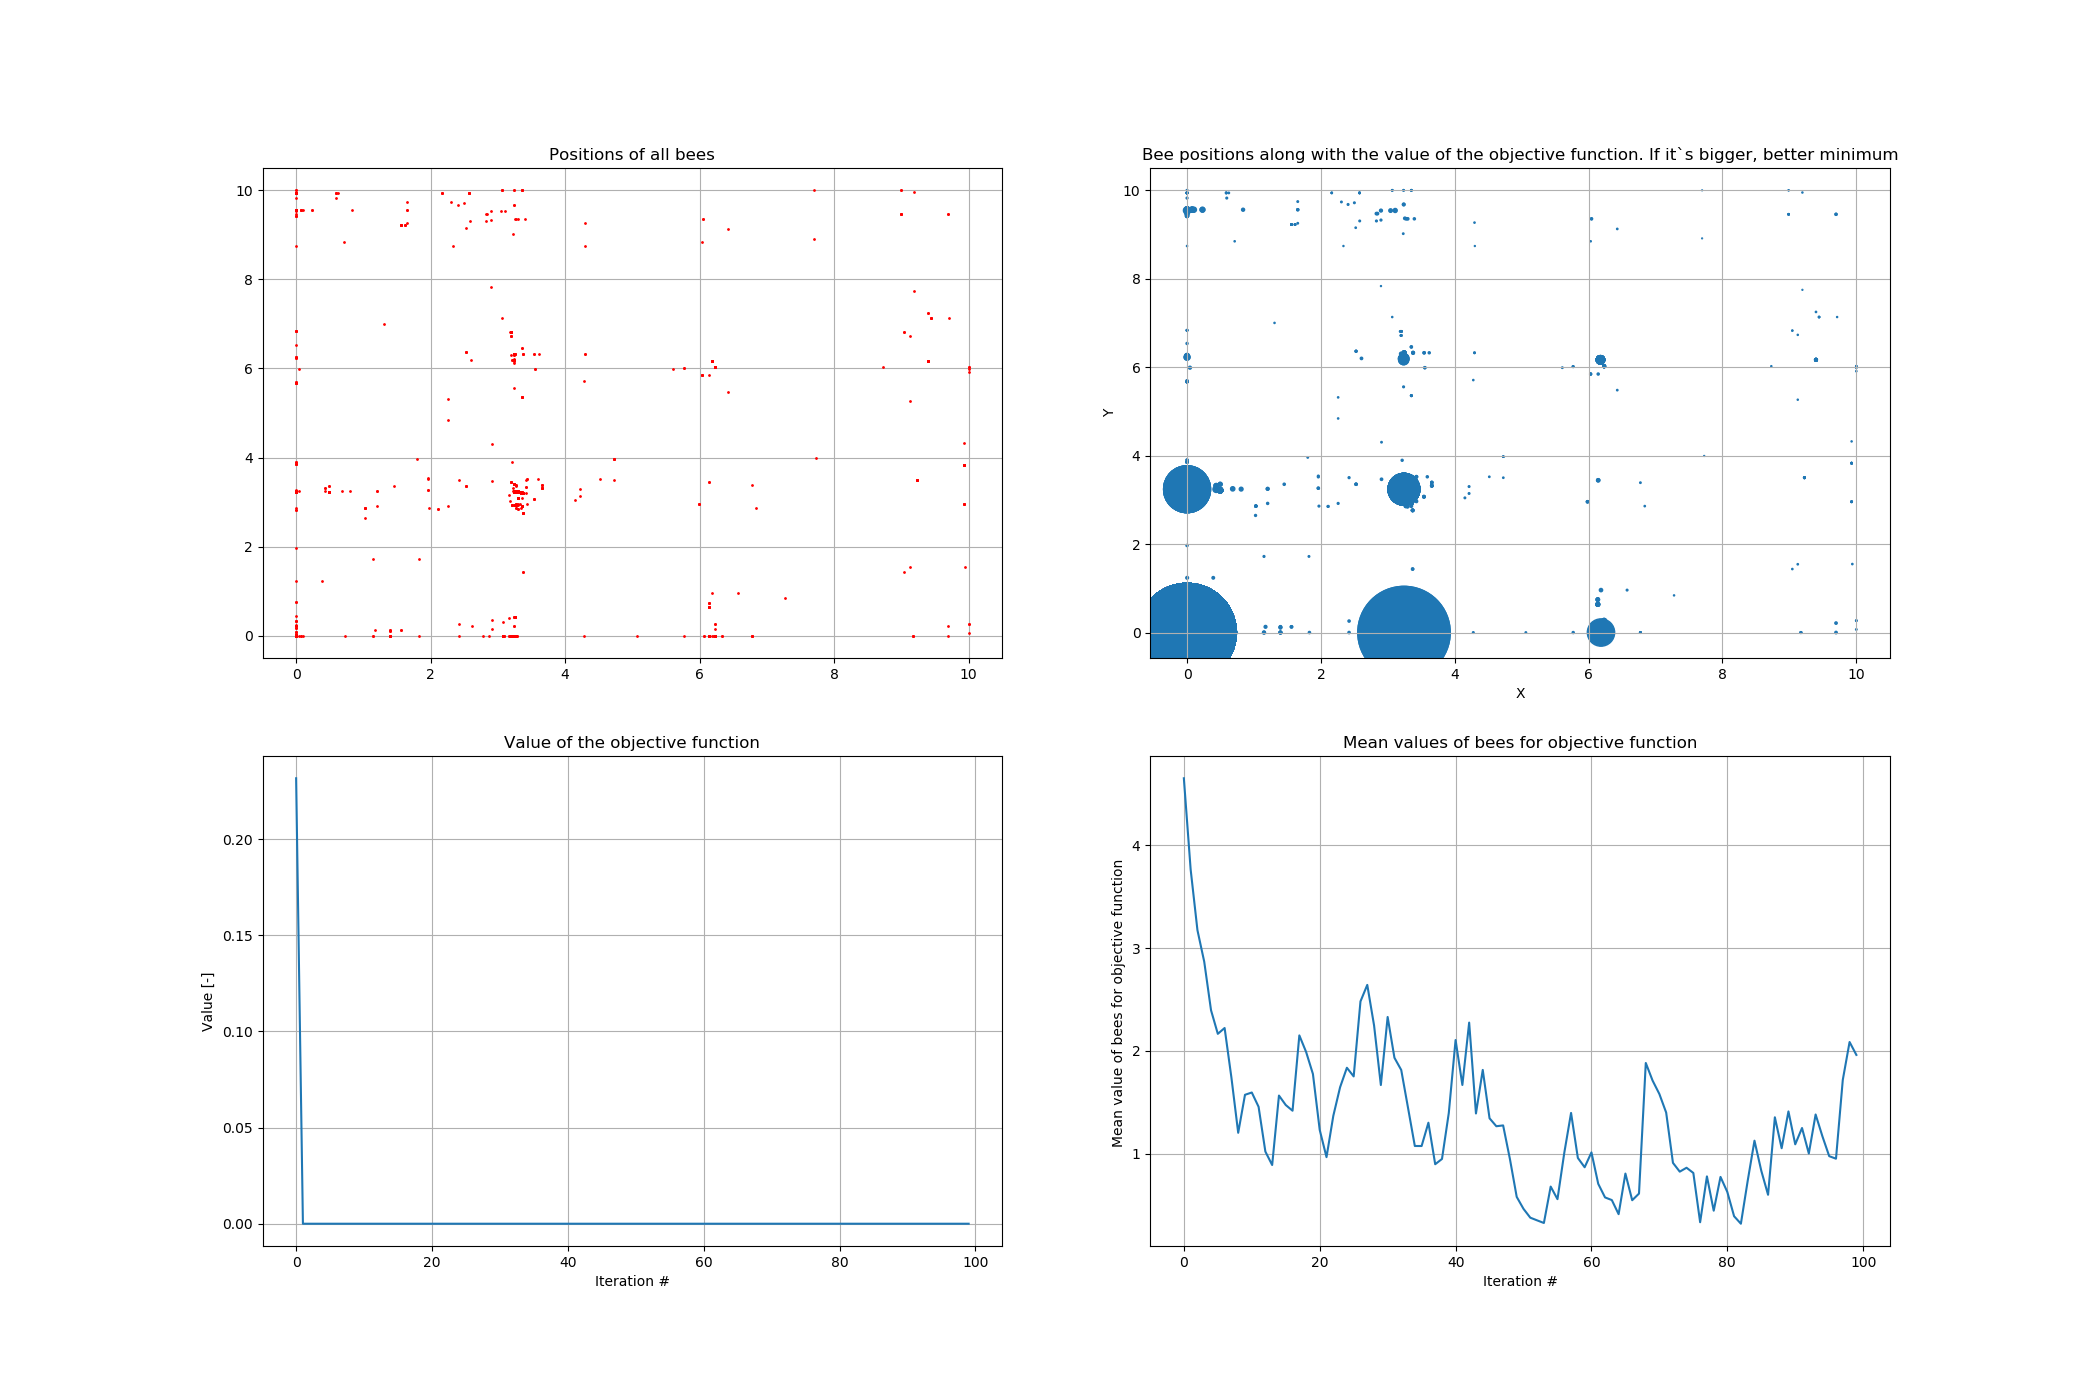 Positions of all bees
10
8
6
4
2
0
0 2 4 6 8 10
Bee positions along with the value of the objective function. If it`s bigger, better minimum
10
8
6
4
2
0
Y
0 2 4 6 8 10
X
Value of the objective function
0.20
0.15
0.10
0.05
0.00
Value [-]
0 20 40 60 80 100
Iteration #
Mean values of bees for objective function
4
3
2
1
Mean value of bees for objective function
0 20 40 60 80 100
Iteration #